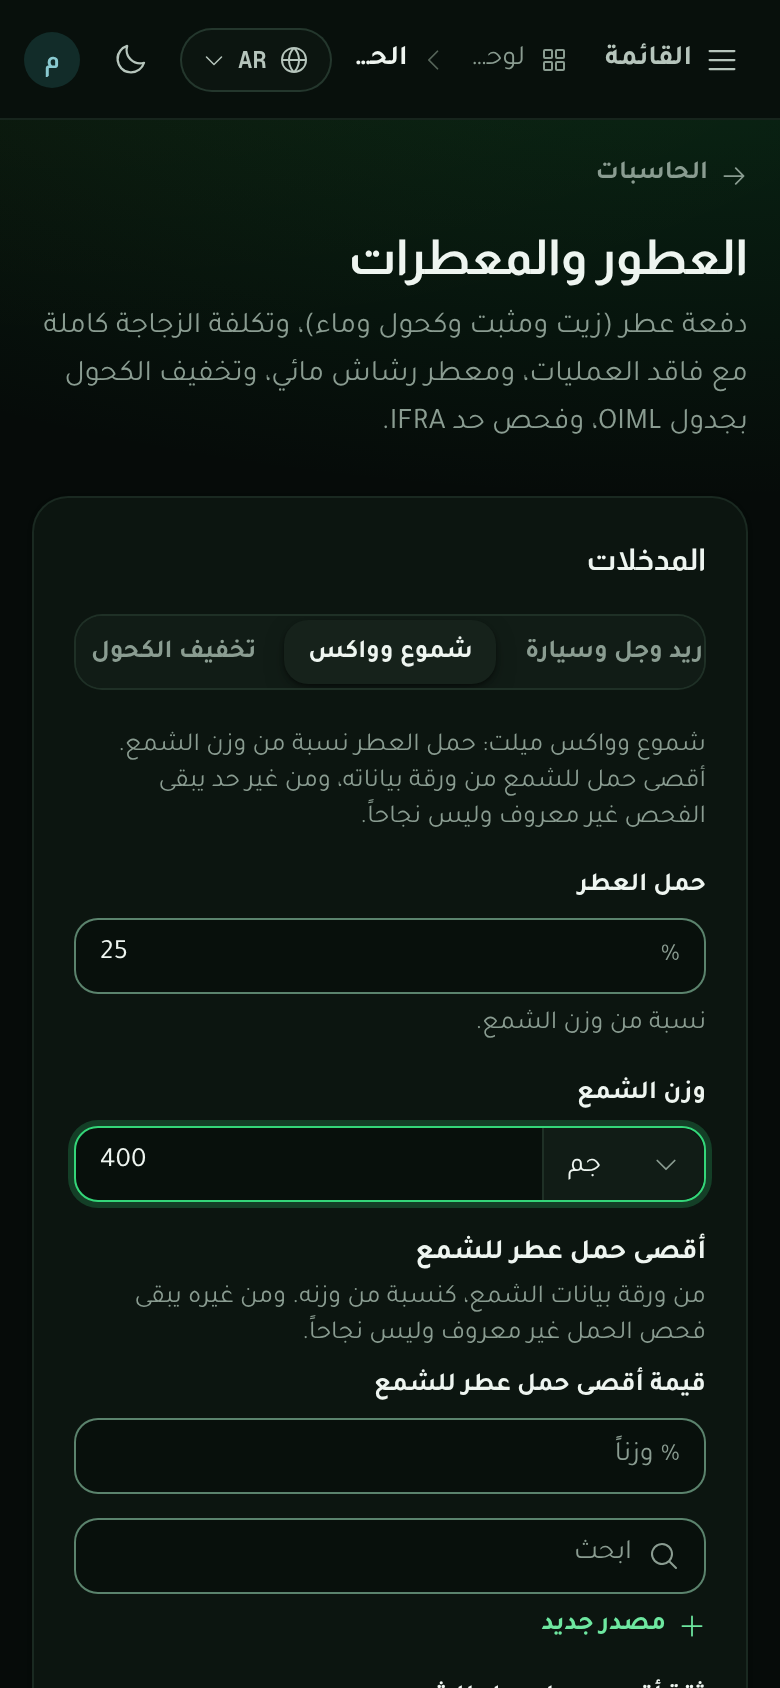 القائمة
لوحـ...
الحـ...
AR
م
الحاسبات
العطور والمعطرات
دفعة عطر (زيت ومثبت وكحول وماء)، وتكلفة الزجاجة كاملة
مع فاقد العمليات، ومعطر رشاش مائي، وتخفيف الكحول
بجدول OIML، وفحص حد IFRA.
المدخلات
ريد وجل وسيارة
شموع وواكس
تخفيف الكحول
شموع وواكس ميلت: حمل العطر نسبة من وزن الشمع.
أقصى حمل للشمع من ورقة بياناته، ومن غير حد يبقى
الفحص غير معروف وليس نجاحاً.
حمل العطر
% 25
نسبة من وزن الشمع.
وزن الشمع
جم 400
أقصى حمل عطر للشمع
من ورقة بيانات الشمع، كنسبة من وزنه. ومن غيره يبقى
فحص الحمل غير معروف وليس نجاحاً.
قيمة أقصى حمل عطر للشمع
% وزناً
ابحث
مصدر جديد